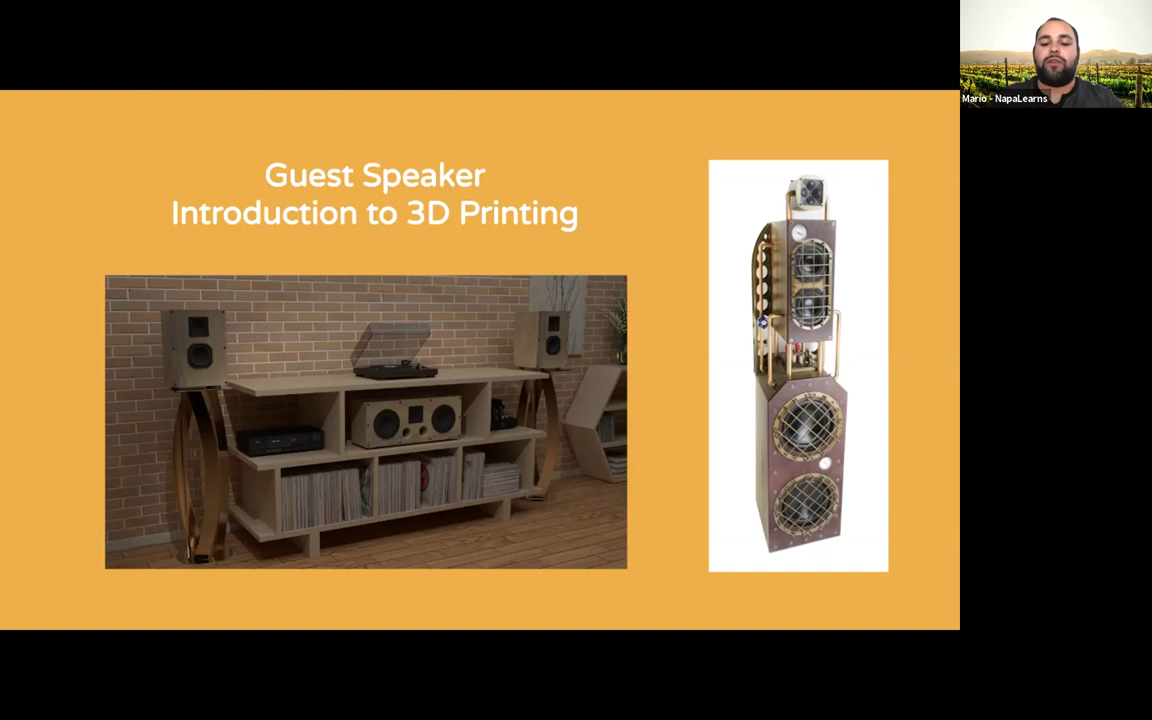 Guest Speaker
Introduction to 3D Printing
Mario - NapaLearns